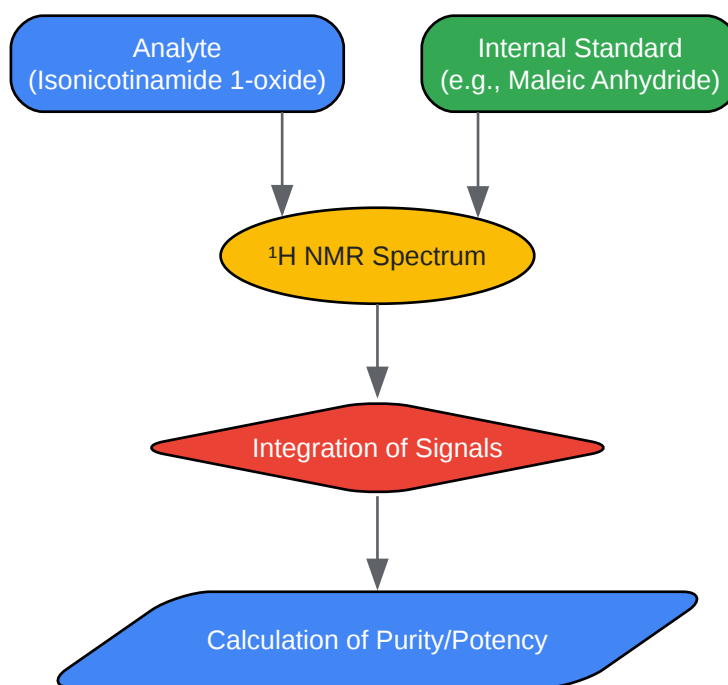 Analyte
(Isonicotinamide 1-oxide)
Internal Standard
(e.g., Maleic Anhydride)
¹H NMR Spectrum
Integration of Signals
Calculation of Purity/Potency